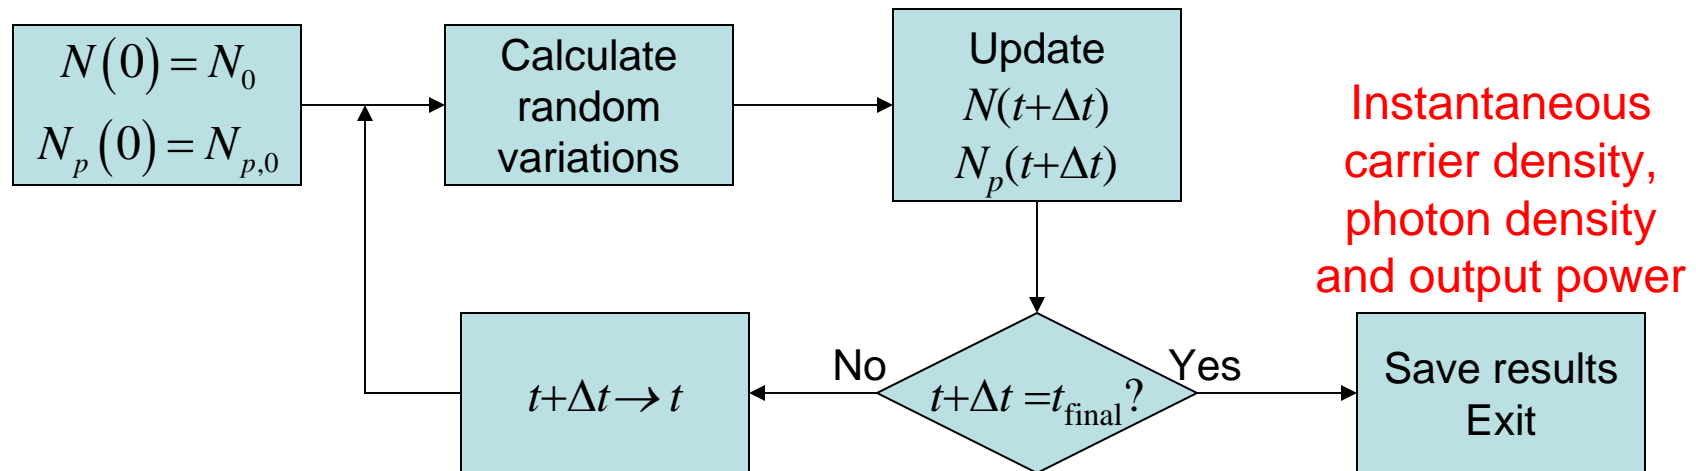 N(0) = N₀
Nₚ(0) = Nₚ,₀
Calculate
random
variations
Update
N(t+Δt)
Nₚ(t+Δt)
Instantaneous
carrier density,
photon density
and output power
t+Δt→t
No
t+Δt =t_final?
Yes
Save results
Exit